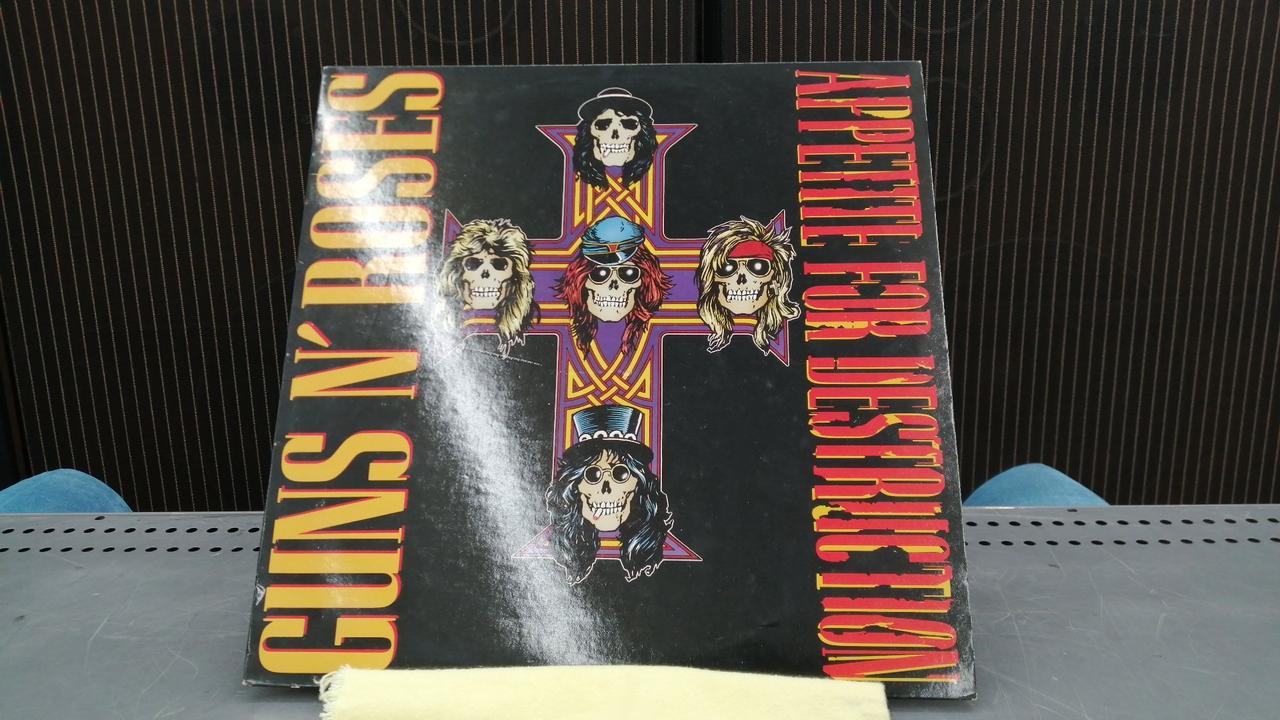 GUNS N' ROSES
APPETITE FOR DESTRUCTION